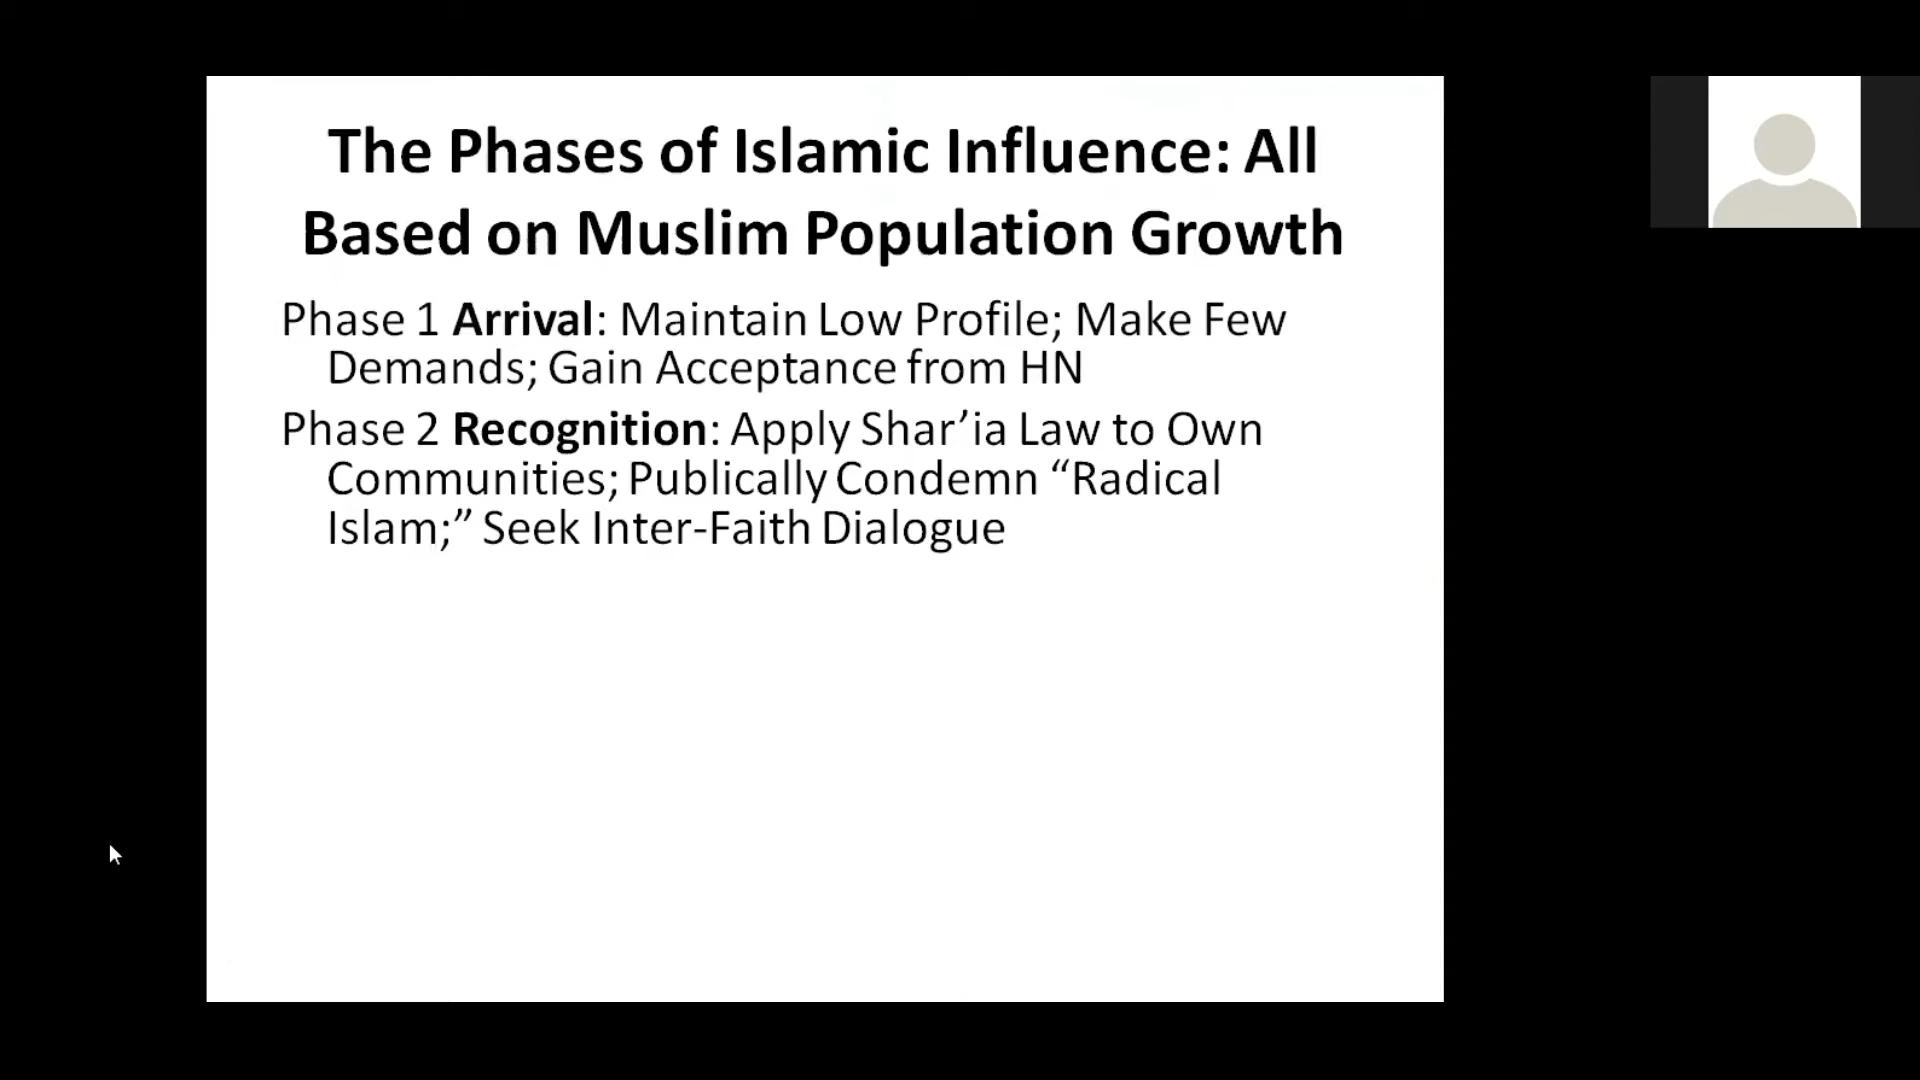 The Phases of Islamic Influence: All
Based on Muslim Population Growth
Phase 1 Arrival: Maintain Low Profile; Make Few
Demands; Gain Acceptance from HN
Phase 2 Recognition: Apply Shar’ia Law to Own
Communities; Publically Condemn “Radical
Islam;” Seek Inter-Faith Dialogue